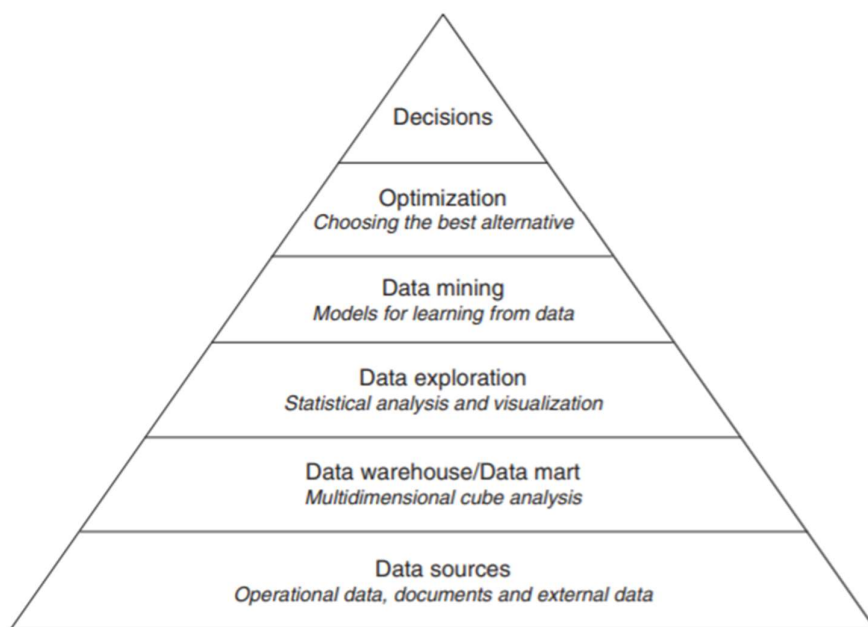 Decisions
Optimization
Choosing the best alternative
Data mining
Models for learning from data
Data exploration
Statistical analysis and visualization
Data warehouse/Data mart
Multidimensional cube analysis
Data sources
Operational data, documents and external data